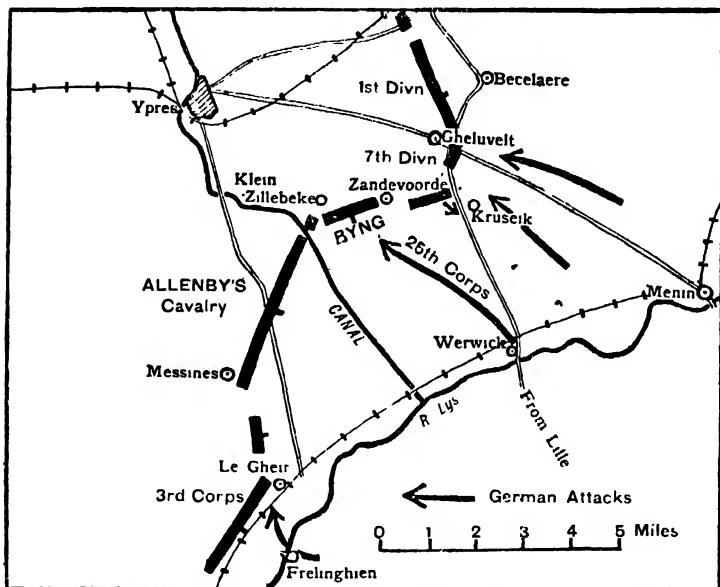 1st Divn
Becelaere
Ypres
Gheluvelt
7th Divn
Klein
Zillebeke
Zandevoorde
Kruseik
BYNG
25th Corps
ALLENBY'S
Cavalry
CANAL
Menin
Werwick
Messines
R Lys
From Lille
Le Gheir
3rd Corps
German Attacks
0 1 2 3 4 5 Miles
Frelinghien